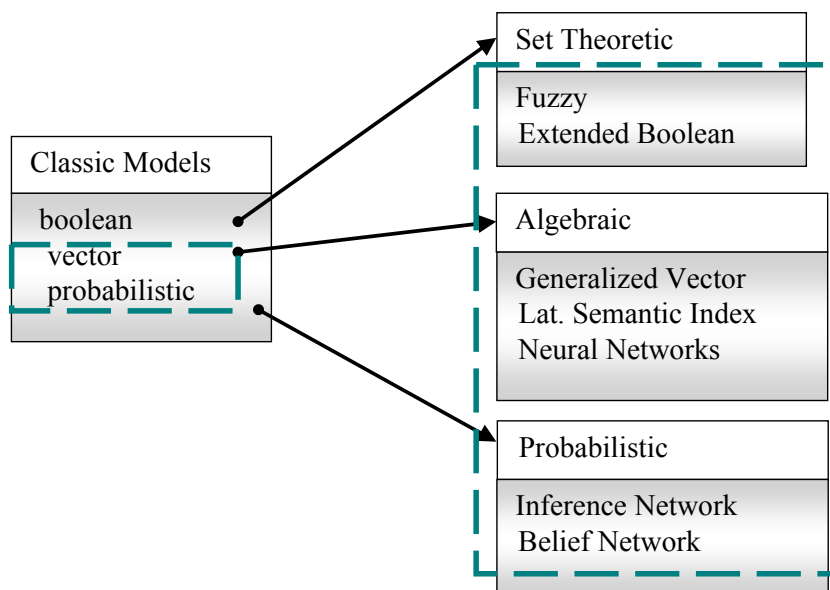 Classic Models
boolean
vector
probabilistic
Set Theoretic
Fuzzy
Extended Boolean
Algebraic
Generalized Vector
Lat. Semantic Index
Neural Networks
Probabilistic
Inference Network
Belief Network